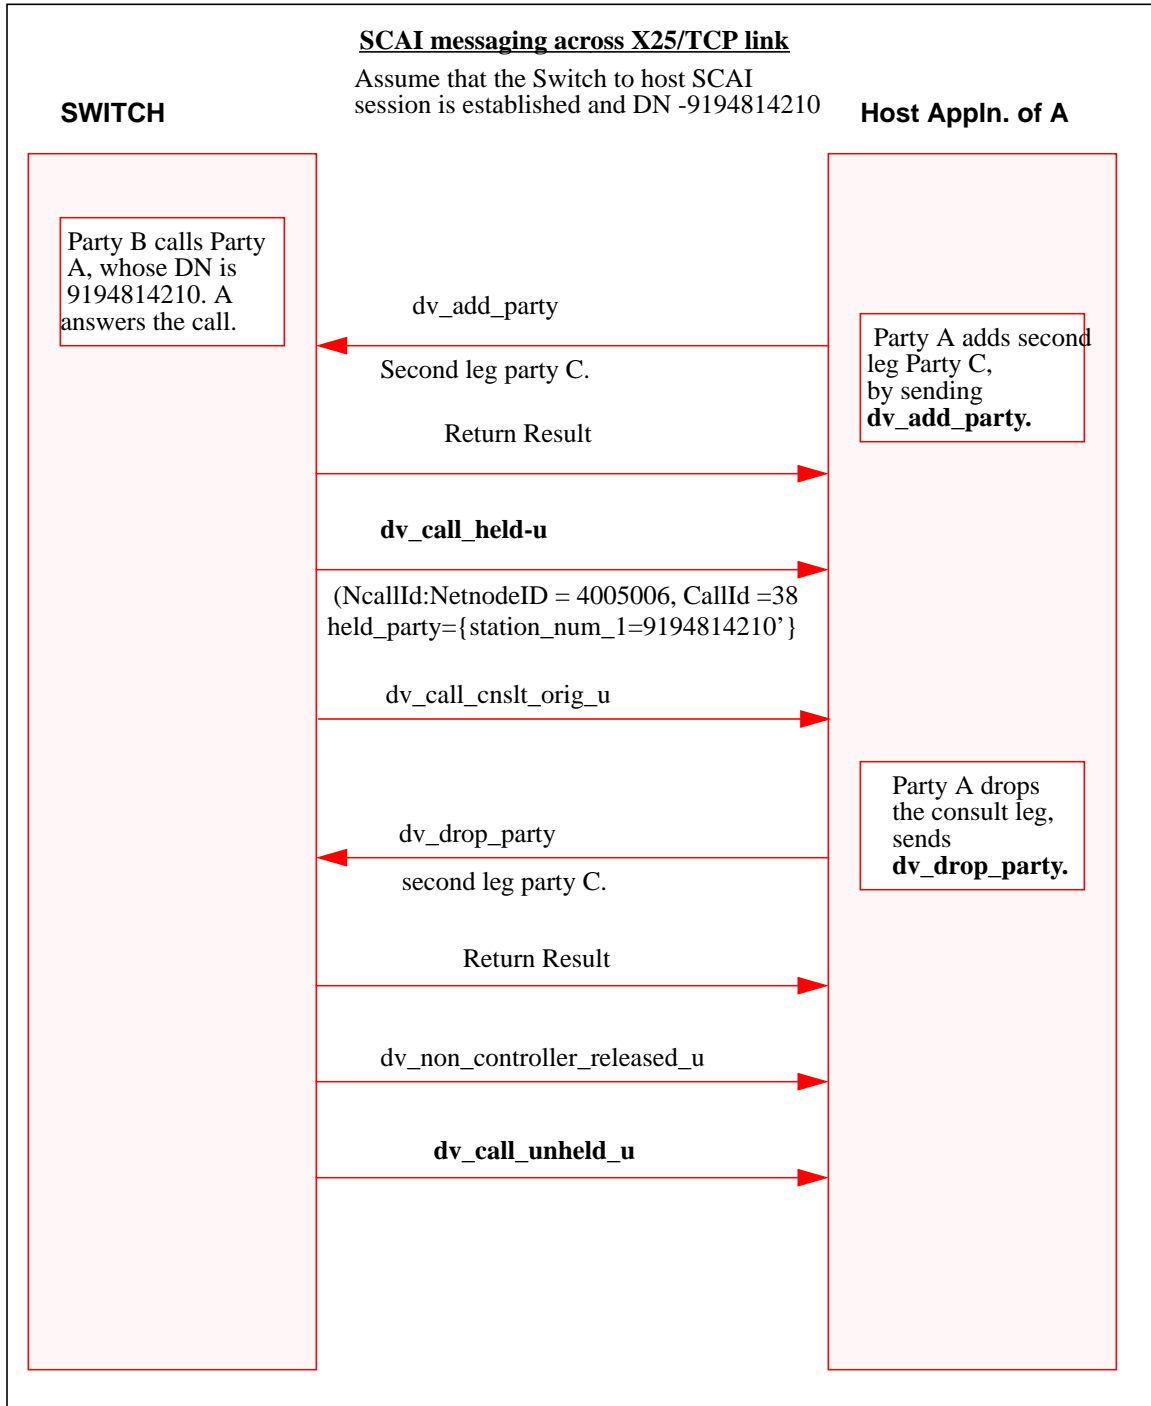 SCAI messaging across X25/TCP link
Assume that the Switch to host SCAI
session is established and DN -9194814210
SWITCH
Host Appln. of A
Party B calls Party
A, whose DN is
9194814210. A
answers the call.
dv_add_party
Second leg party C.
Party A adds second
leg Party C,
by sending
dv_add_party.
Return Result
dv_call_held-u
(NcallId:NetnodeID = 4005006, CallId =38
held_party={station_num_1=9194814210’}
dv_call_cnslt_orig_u
Party A drops
the consult leg,
sends
dv_drop_party.
dv_drop_party
second leg party C.
Return Result
dv_non_controller_released_u
dv_call_unheld_u